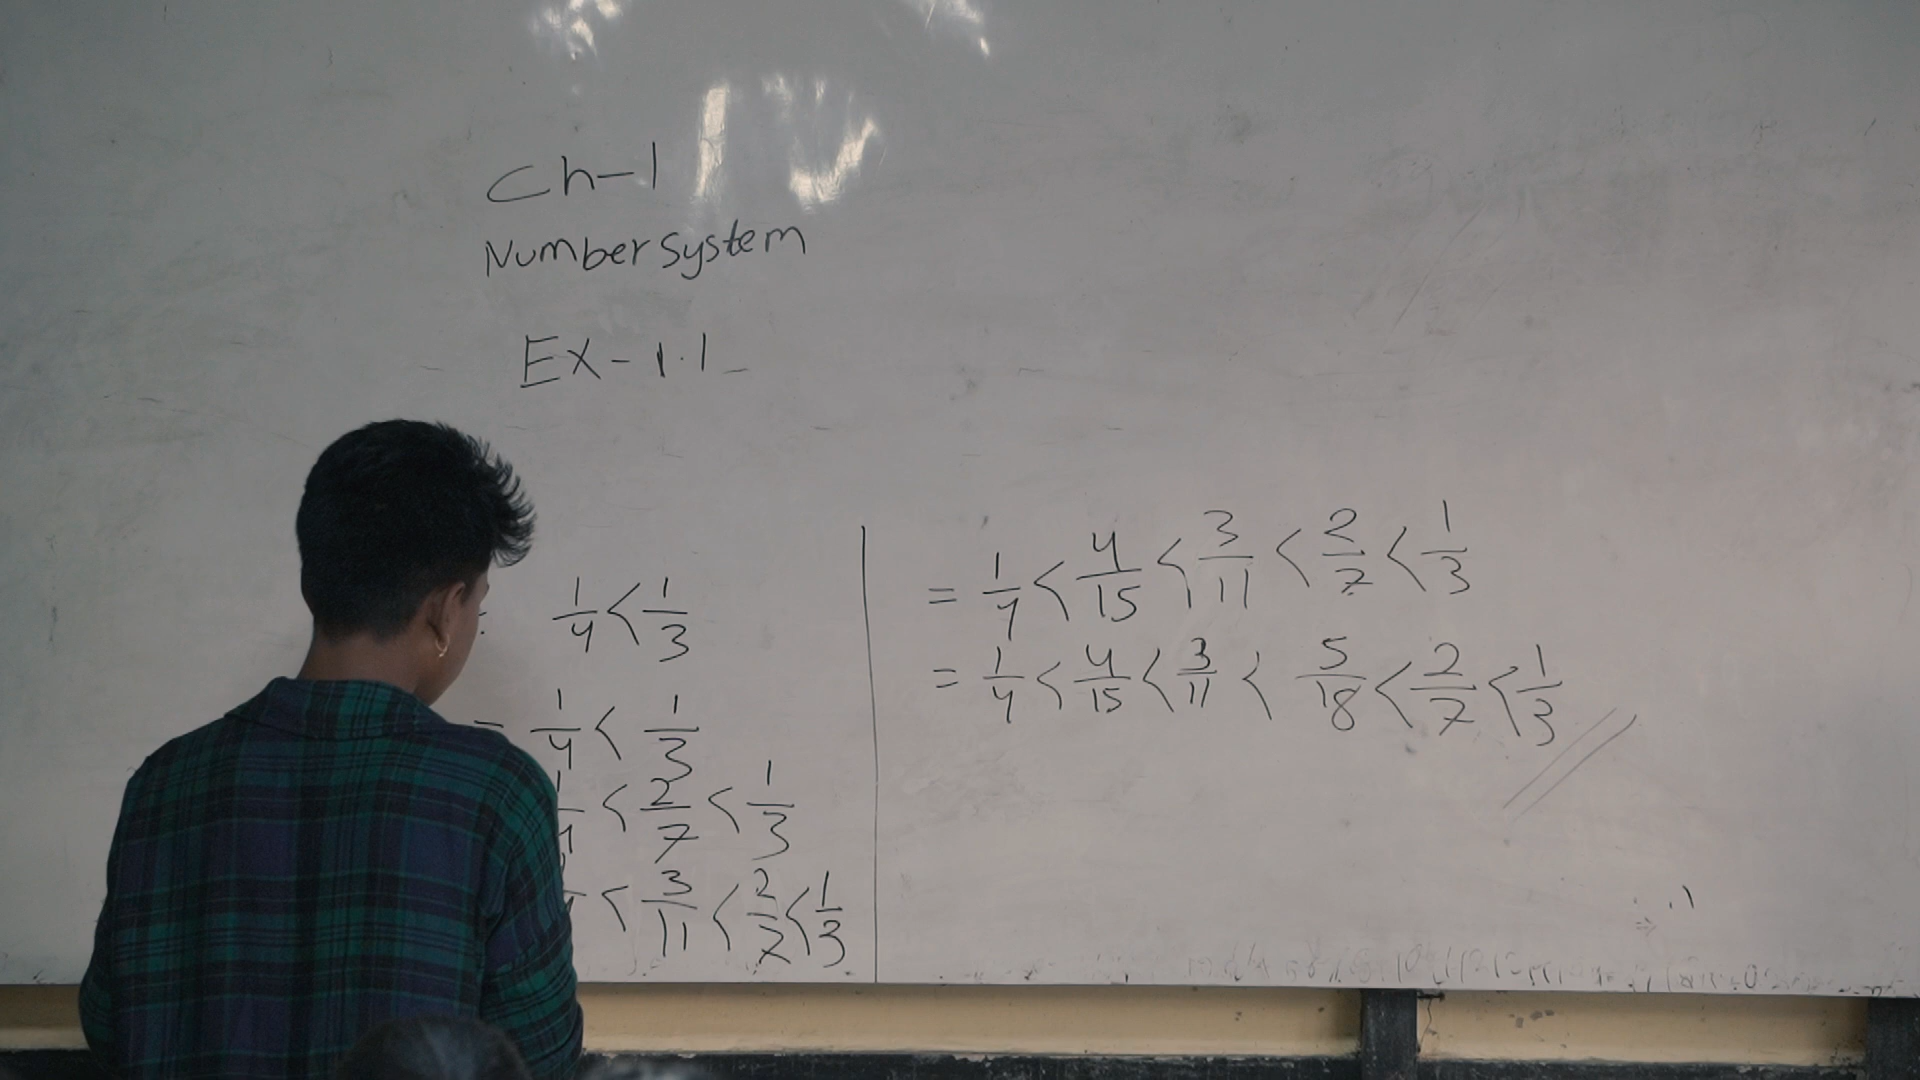 Ch-1
Number System
Ex-1.1
1/4 < 1/3
= 1/4 < 1/3
1/4 < 2/7 < 1/3
< 3/11 < 2/7 < 1/3
= 1/4 < 4/15 < 3/11 < 2/7 < 1/3
= 1/4 < 4/15 < 3/11 < 5/18 < 2/7 < 1/3